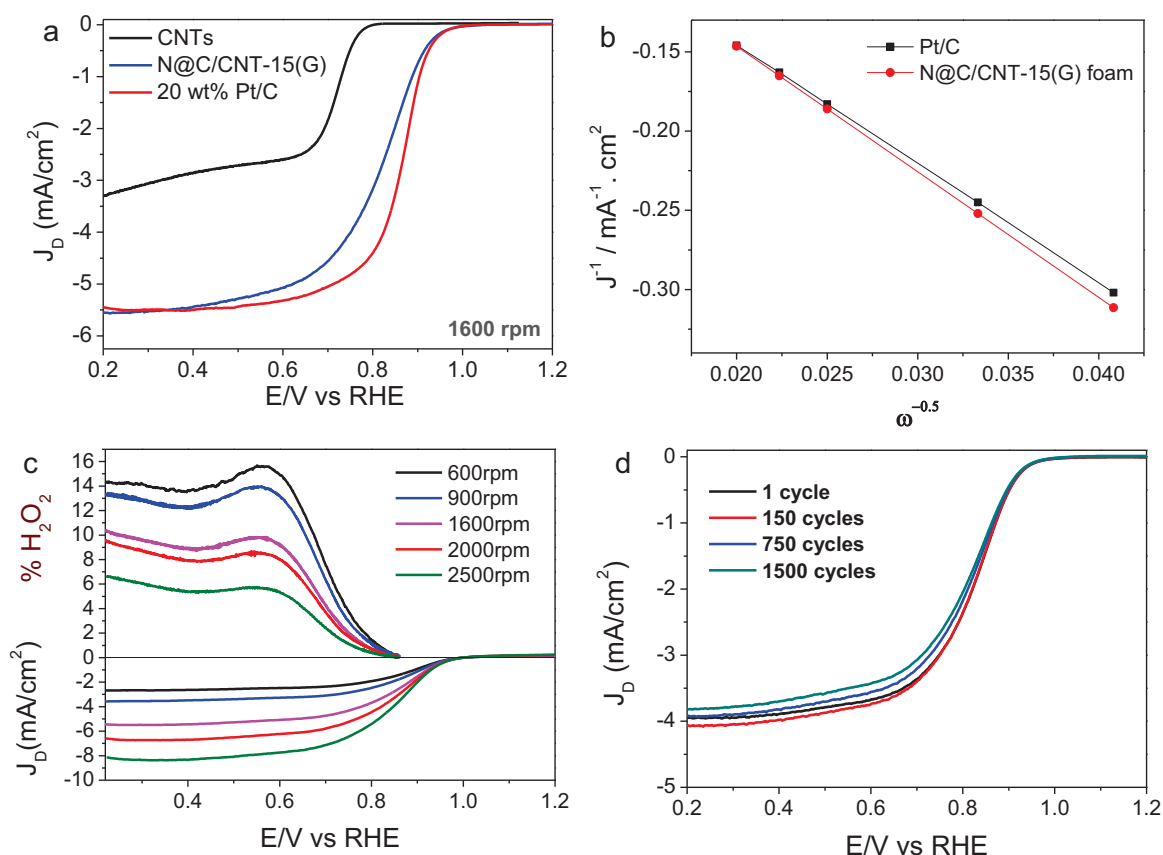 a
CNTs
N@C/CNT-15(G)
20 wt% Pt/C
0
-1
-2
-3
-4
-5
-6
J_D (mA/cm²)
1600 rpm
0.2 0.4 0.6 0.8 1.0 1.2
E/V vs RHE
b
Pt/C
N@C/CNT-15(G) foam
-0.15
-0.20
-0.25
-0.30
J⁻¹ / mA⁻¹ . cm²
0.020 0.025 0.030 0.035 0.040
ω⁻⁰·⁵
c
600rpm
900rpm
1600rpm
2000rpm
2500rpm
16
14
12
10
8
6
4
2
0
-2
-4
-6
-8
-10
% H₂O₂
J_D(mA/cm²)
0.4 0.6 0.8 1.0 1.2
E/V vs RHE
d
1 cycle
150 cycles
750 cycles
1500 cycles
0
-1
-2
-3
-4
-5
J_D (mA/cm²)
0.2 0.4 0.6 0.8 1.0 1.2
E/V vs RHE